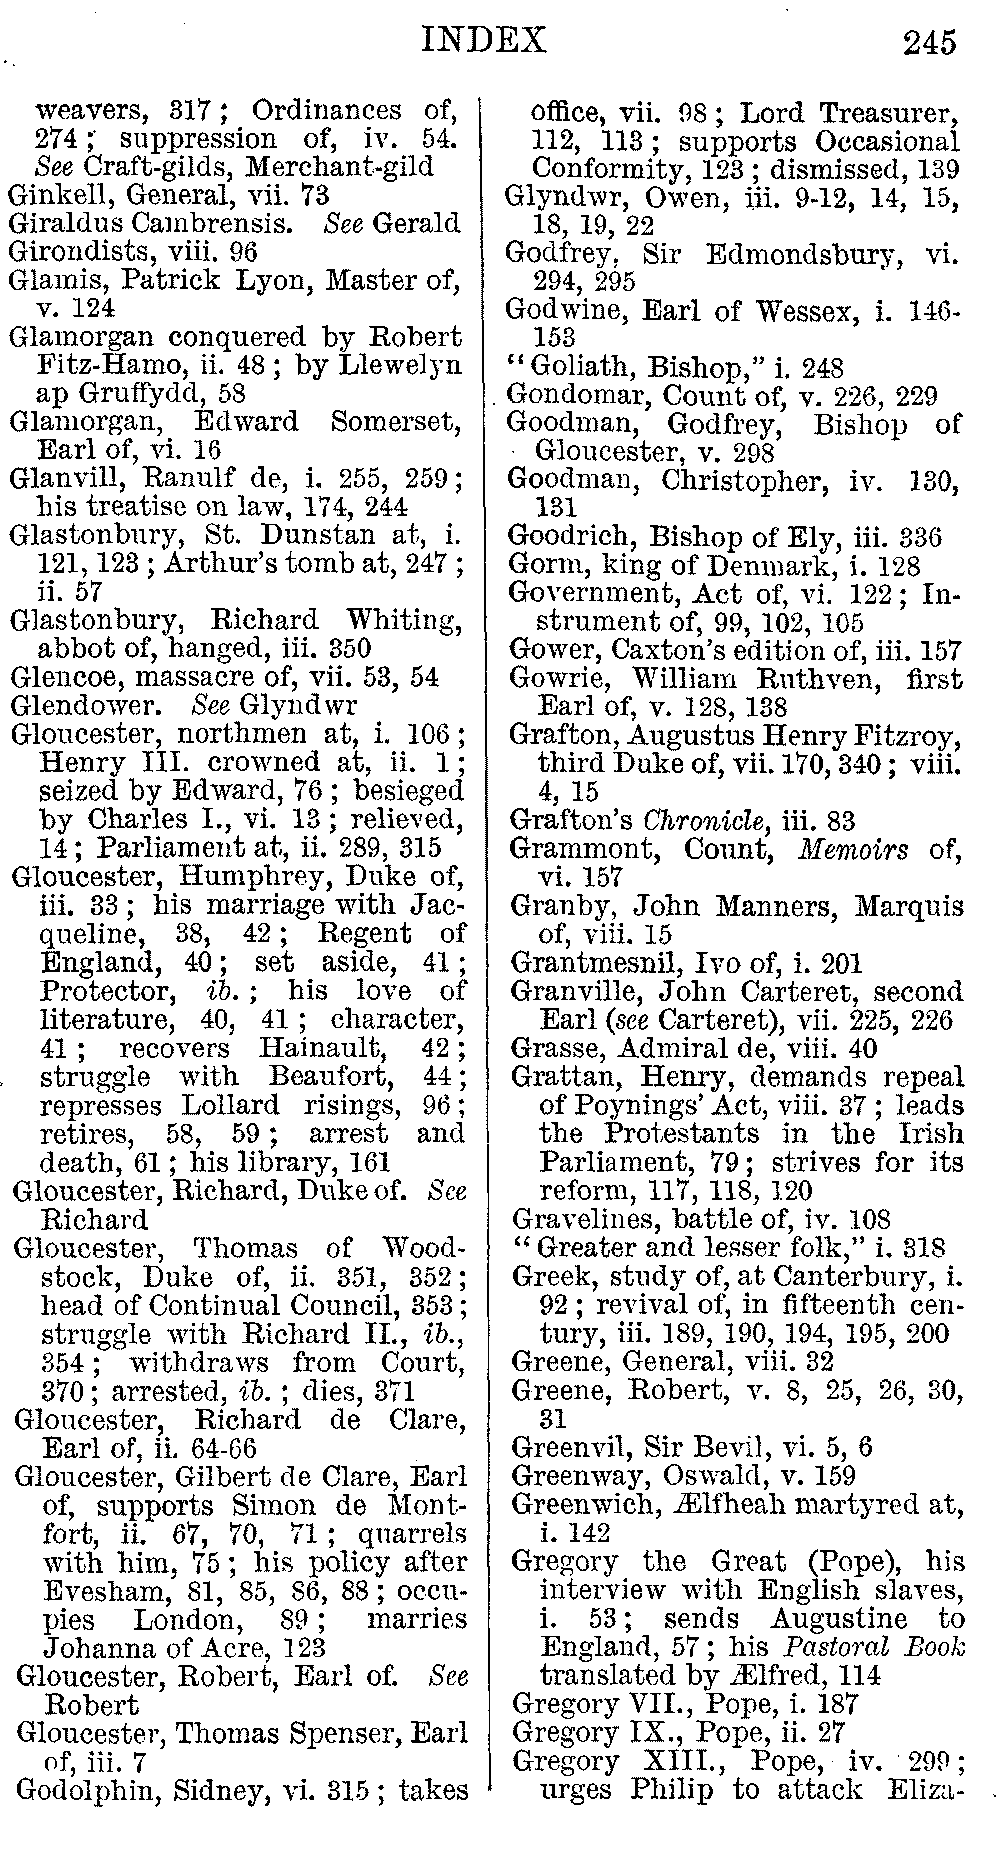 INDEX 245
weavers, 317 ; Ordinances of,
274 ; suppression of, iv. 54.
See Craft-gilds, Merchant-gild
Ginkell, General, vii. 73
Giraldus Cambrensis. See Gerald
Girondists, viii. 96
Glamis, Patrick Lyon, Master of,
v. 124
Glamorgan conquered by Robert
Fitz-Hamo, ii. 48 ; by Llewelyn
ap Gruffydd, 58
Glamorgan, Edward Somerset,
Earl of, vi. 16
Glanvill, Ranulf de, i. 255, 259 ;
his treatise on law, 174, 244
Glastonbury, St. Dunstan at, i.
121, 123 ; Arthur's tomb at, 247 ;
ii. 57
Glastonbury, Richard Whiting,
abbot of, hanged, iii. 350
Glencoe, massacre of, vii. 53, 54
Glendower. See Glyndwr
Gloucester, northmen at, i. 106 ;
Henry III. crowned at, ii. 1 ;
seized by Edward, 76 ; besieged
by Charles I., vi. 13 ; relieved,
14 ; Parliament at, ii. 289, 315
Gloucester, Humphrey, Duke of,
iii. 33 ; his marriage with Jac-
queline, 38, 42 ; Regent of
England, 40 ; set aside, 41 ;
Protector, ib. ; his love of
literature, 40, 41 ; character,
41 ; recovers Hainault, 42 ;
struggle with Beaufort, 44 ;
represses Lollard risings, 96 ;
retires, 58, 59 ; arrest and
death, 61 ; his library, 161
Gloucester, Richard, Duke of. See
Richard
Gloucester, Thomas of Wood-
stock, Duke of, ii. 351, 352 ;
head of Continual Council, 353 ;
struggle with Richard II., ib.,
354 ; withdraws from Court,
370 ; arrested, ib. ; dies, 371
Gloucester, Richard de Clare,
Earl of, ii. 64-66
Gloucester, Gilbert de Clare, Earl
of, supports Simon de Mont-
fort, ii. 67, 70, 71 ; quarrels
with him, 75 ; his policy after
Evesham, 81, 85, 86, 88 ; occu-
pies London, 89 ; marries
Johanna of Acre, 123
Gloucester, Robert, Earl of. See
Robert
Gloucester, Thomas Spenser, Earl
of, iii. 7
Godolphin, Sidney, vi. 315 ; takes
office, vii. 98 ; Lord Treasurer,
112, 113 ; supports Occasional
Conformity, 123 ; dismissed, 139
Glyndwr, Owen, iii. 9-12, 14, 15,
18, 19, 22
Godfrey, Sir Edmondsbury, vi.
294, 295
Godwine, Earl of Wessex, i. 146-
153
"Goliath, Bishop," i. 248
Gondomar, Count of, v. 226, 229
Goodman, Godfrey, Bishop of
Gloucester, v. 298
Goodman, Christopher, iv. 130,
131
Goodrich, Bishop of Ely, iii. 336
Gorm, king of Denmark, i. 128
Government, Act of, vi. 122 ; In-
strument of, 99, 102, 105
Gower, Caxton's edition of, iii. 157
Gowrie, William Ruthven, first
Earl of, v. 128, 138
Grafton, Augustus Henry Fitzroy,
third Duke of, vii. 170, 340 ; viii.
4, 15
Grafton's Chronicle, iii. 83
Grammont, Count, Memoirs of,
vi. 157
Granby, John Manners, Marquis
of, viii. 15
Grantmesnil, Ivo of, i. 201
Granville, John Carteret, second
Earl (see Carteret), vii. 225, 226
Grasse, Admiral de, viii. 40
Grattan, Henry, demands repeal
of Poynings' Act, viii. 37 ; leads
the Protestants in the Irish
Parliament, 79 ; strives for its
reform, 117, 118, 120
Gravelines, battle of, iv. 108
"Greater and lesser folk," i. 318
Greek, study of, at Canterbury, i.
92 ; revival of, in fifteenth cen-
tury, iii. 189, 190, 194, 195, 200
Greene, General, viii. 32
Greene, Robert, v. 8, 25, 26, 30,
31
Greenvil, Sir Bevil, vi. 5, 6
Greenway, Oswald, v. 159
Greenwich, Ælfheah martyred at,
i. 142
Gregory the Great (Pope), his
interview with English slaves,
i. 53 ; sends Augustine to
England, 57 ; his Pastoral Book
translated by Ælfred, 114
Gregory VII., Pope, i. 187
Gregory IX., Pope, ii. 27
Gregory XIII., Pope, iv. 299 ;
urges Philip to attack Eliza-